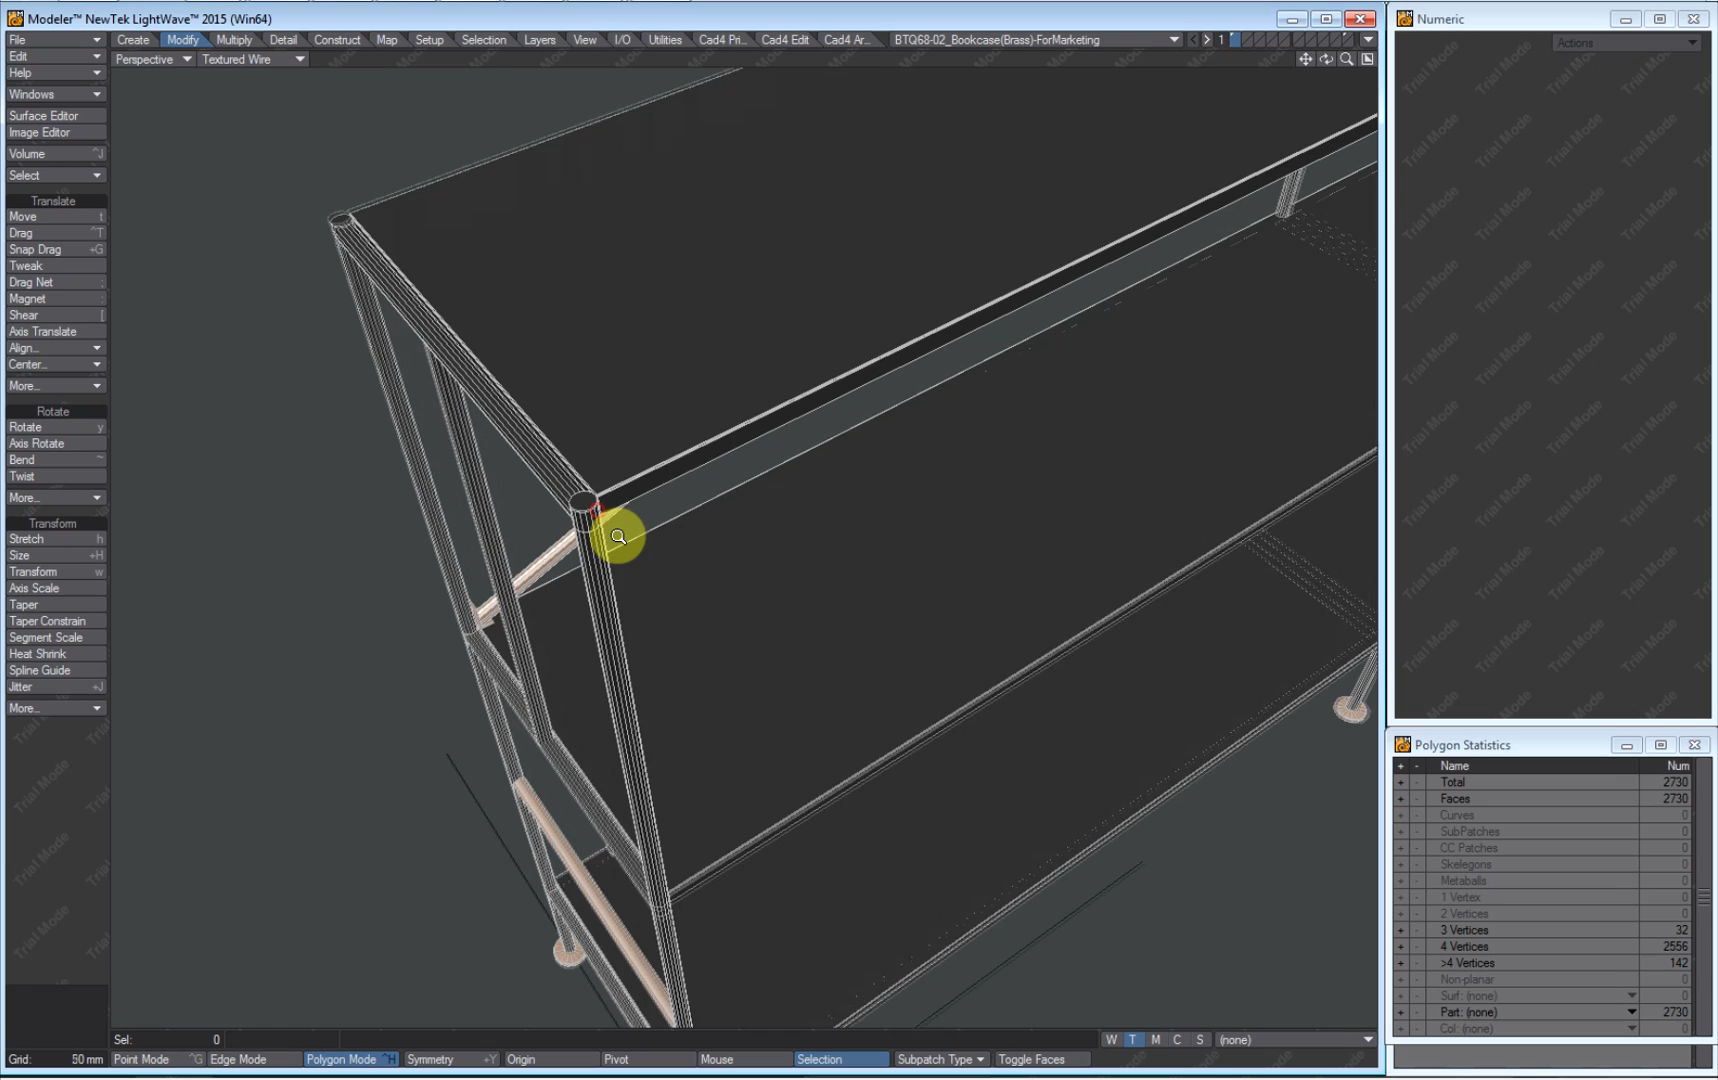 Modeler™ NewTek LightWave™ 2015 (Win64)
File
Edit
Help
Windows
Surface Editor
Image Editor
Volume ^J
Select
Translate
Move t
Drag ^T
Snap Drag +G
Tweak
Drag Net ;
Magnet :
Shear [
Axis Translate
Align...
Center...
More...
Rotate
Rotate y
Axis Rotate
Bend ~
Twist
More...
Transform
Stretch h
Size +H
Transform w
Axis Scale
Taper
Taper Constrain
Segment Scale
Heat Shrink
Spline Guide
Jitter +J
More...
Create Modify Multiply Detail Construct Map Setup Selection Layers View I/O Utilities Cad4 Pri... Cad4 Edit Cad4 Ar... BTQ68-02_Bookcase(Brass)-ForMarketing < > 1
Perspective Textured Wire
Numeric
Actions
Trial Mode
Polygon Statistics
+ - Name Num
+ - Total 2730
+ - Faces 2730
+ - Curves 0
+ - SubPatches 0
+ - CC Patches 0
+ - Skelegons 0
+ - Metaballs 0
+ - 1 Vertex 0
+ - 2 Vertices 0
+ - 3 Vertices 32
+ - 4 Vertices 2556
+ - >4 Vertices 142
+ - Non-planar 0
+ - Surf: (none) 0
+ - Part: (none) 2730
+ - Col: (none) 0
Sel: 0
W T M C S (none)
Grid: 50 mm Point Mode ^G Edge Mode Polygon Mode ^H Symmetry +Y Origin Pivot Mouse Selection Subpatch Type Toggle Faces